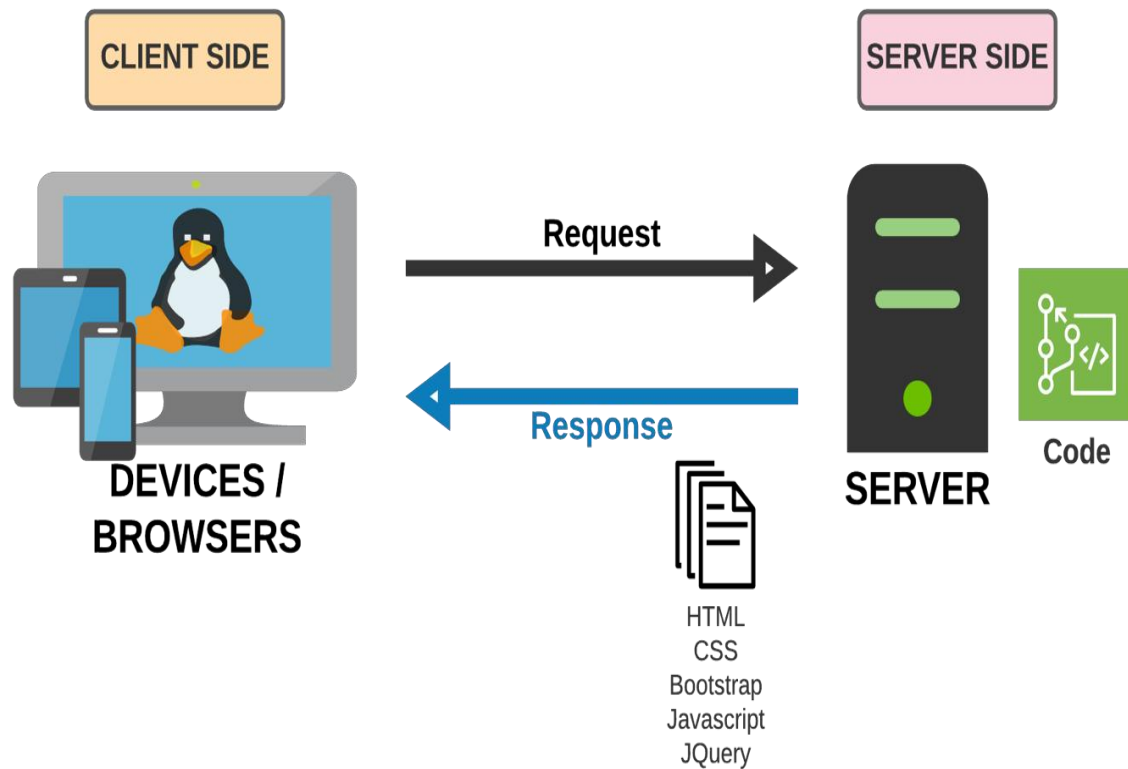 CLIENT SIDE
SERVER SIDE
Request
Response
DEVICES /
BROWSERS
SERVER
</>
Code
HTML
CSS
Bootstrap
Javascript
JQuery